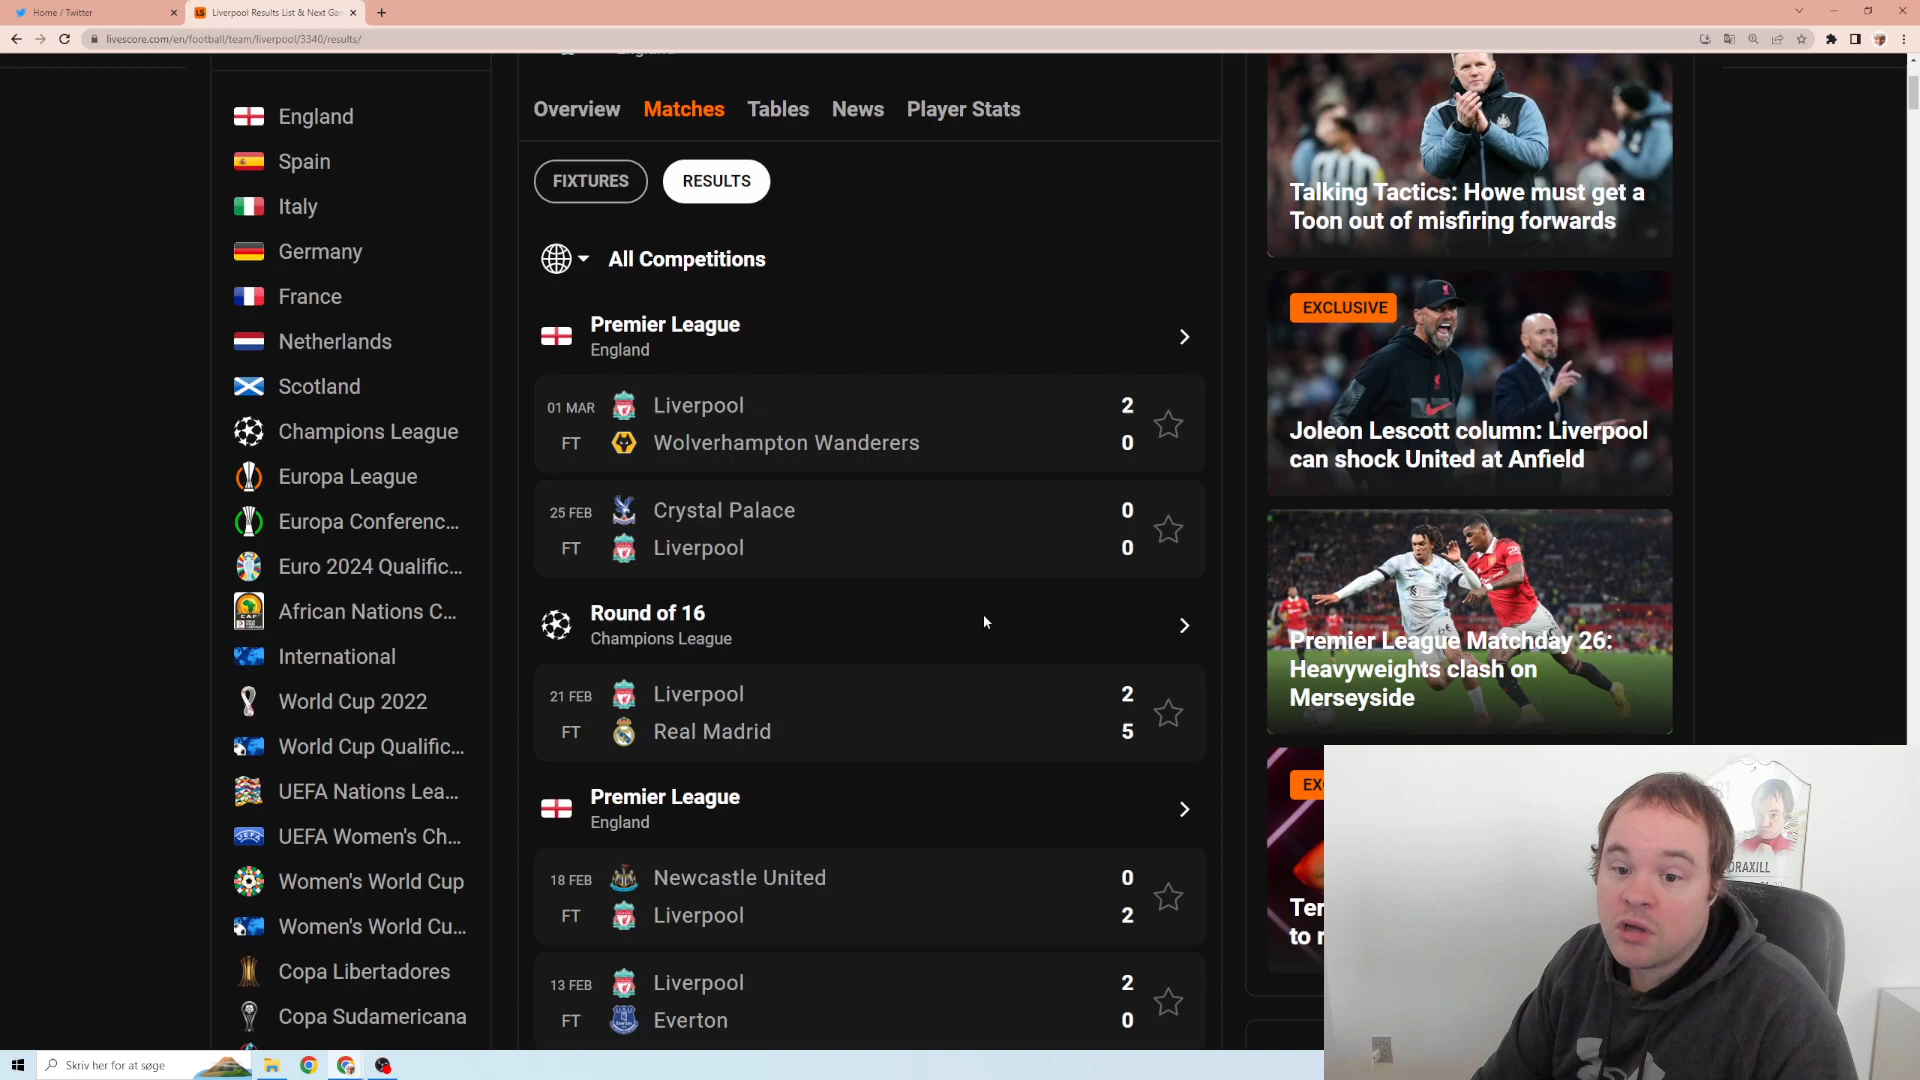 Home / Twitter
Liverpool Results List & Next Gam
livescore.com/en/football/team/liverpool/3340/results/
England
Spain
Italy
Germany
France
Netherlands
Scotland
Champions League
Europa League
Europa Conferenc...
Euro 2024 Qualific...
African Nations C...
International
World Cup 2022
World Cup Qualific...
UEFA Nations Lea...
UEFA Women's Ch...
Women's World Cup
Women's World Cu...
Copa Libertadores
Copa Sudamericana
Overview Matches Tables News Player Stats
FIXTURES RESULTS
All Competitions
Premier League
England
01 MAR Liverpool 2
FT Wolverhampton Wanderers 0
25 FEB Crystal Palace 0
FT Liverpool 0
Round of 16
Champions League
21 FEB Liverpool 2
FT Real Madrid 5
Premier League
England
18 FEB Newcastle United 0
FT Liverpool 2
13 FEB Liverpool 2
FT Everton 0
Talking Tactics: Howe must get a
Toon out of misfiring forwards
EXCLUSIVE
Joleon Lescott column: Liverpool
can shock United at Anfield
Premier League Matchday 26:
Heavyweights clash on
Merseyside
EX
Ter
to r
DRAXILL
Skriv her for at søge